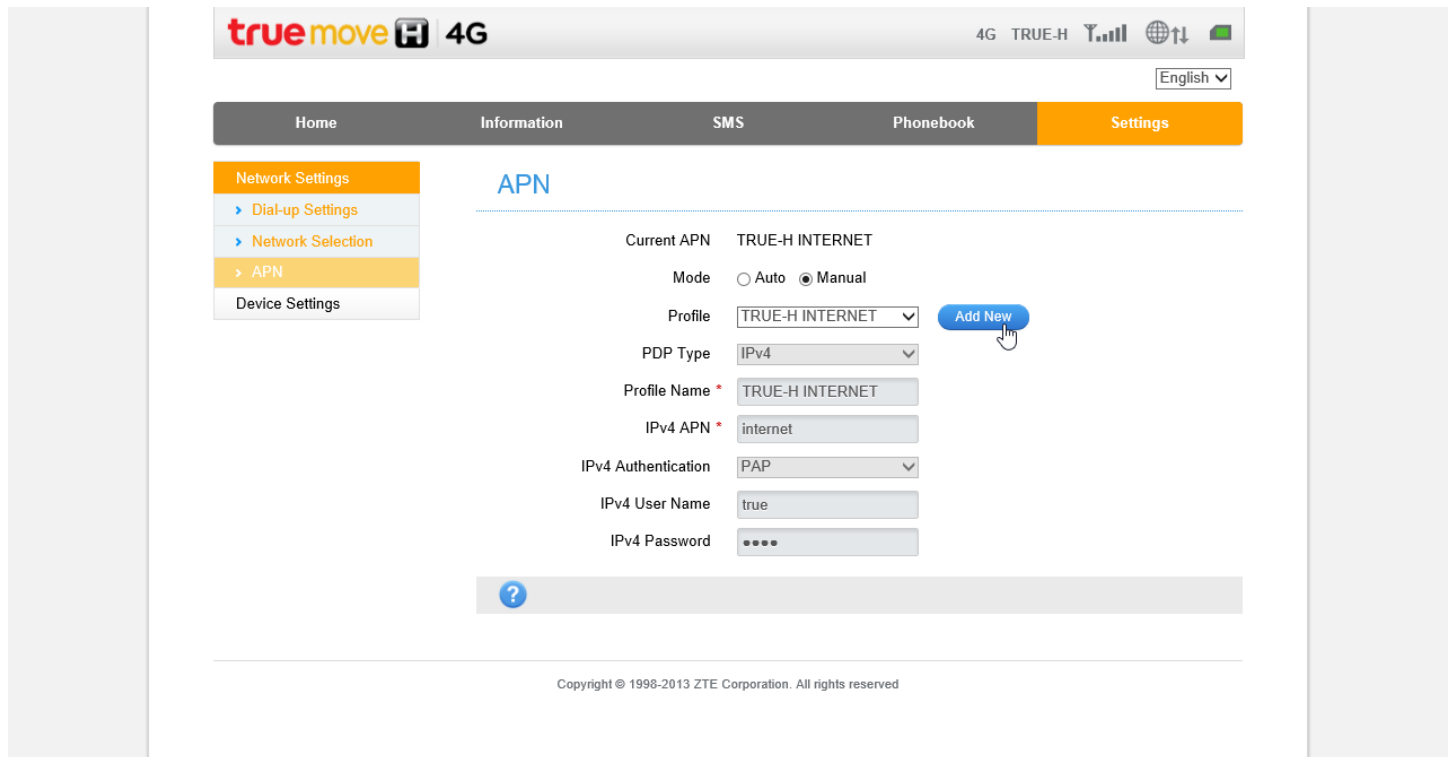 truemove H 4G
4G TRUE-H
English
Home Information SMS Phonebook Settings
Network Settings
Dial-up Settings
Network Selection
APN
Device Settings
APN
Current APN TRUE-H INTERNET
Mode Auto Manual
Profile TRUE-H INTERNET Add New
PDP Type IPv4
Profile Name * TRUE-H INTERNET
IPv4 APN * internet
IPv4 Authentication PAP
IPv4 User Name true
IPv4 Password ●●●●
?
Copyright © 1998-2013 ZTE Corporation. All rights reserved